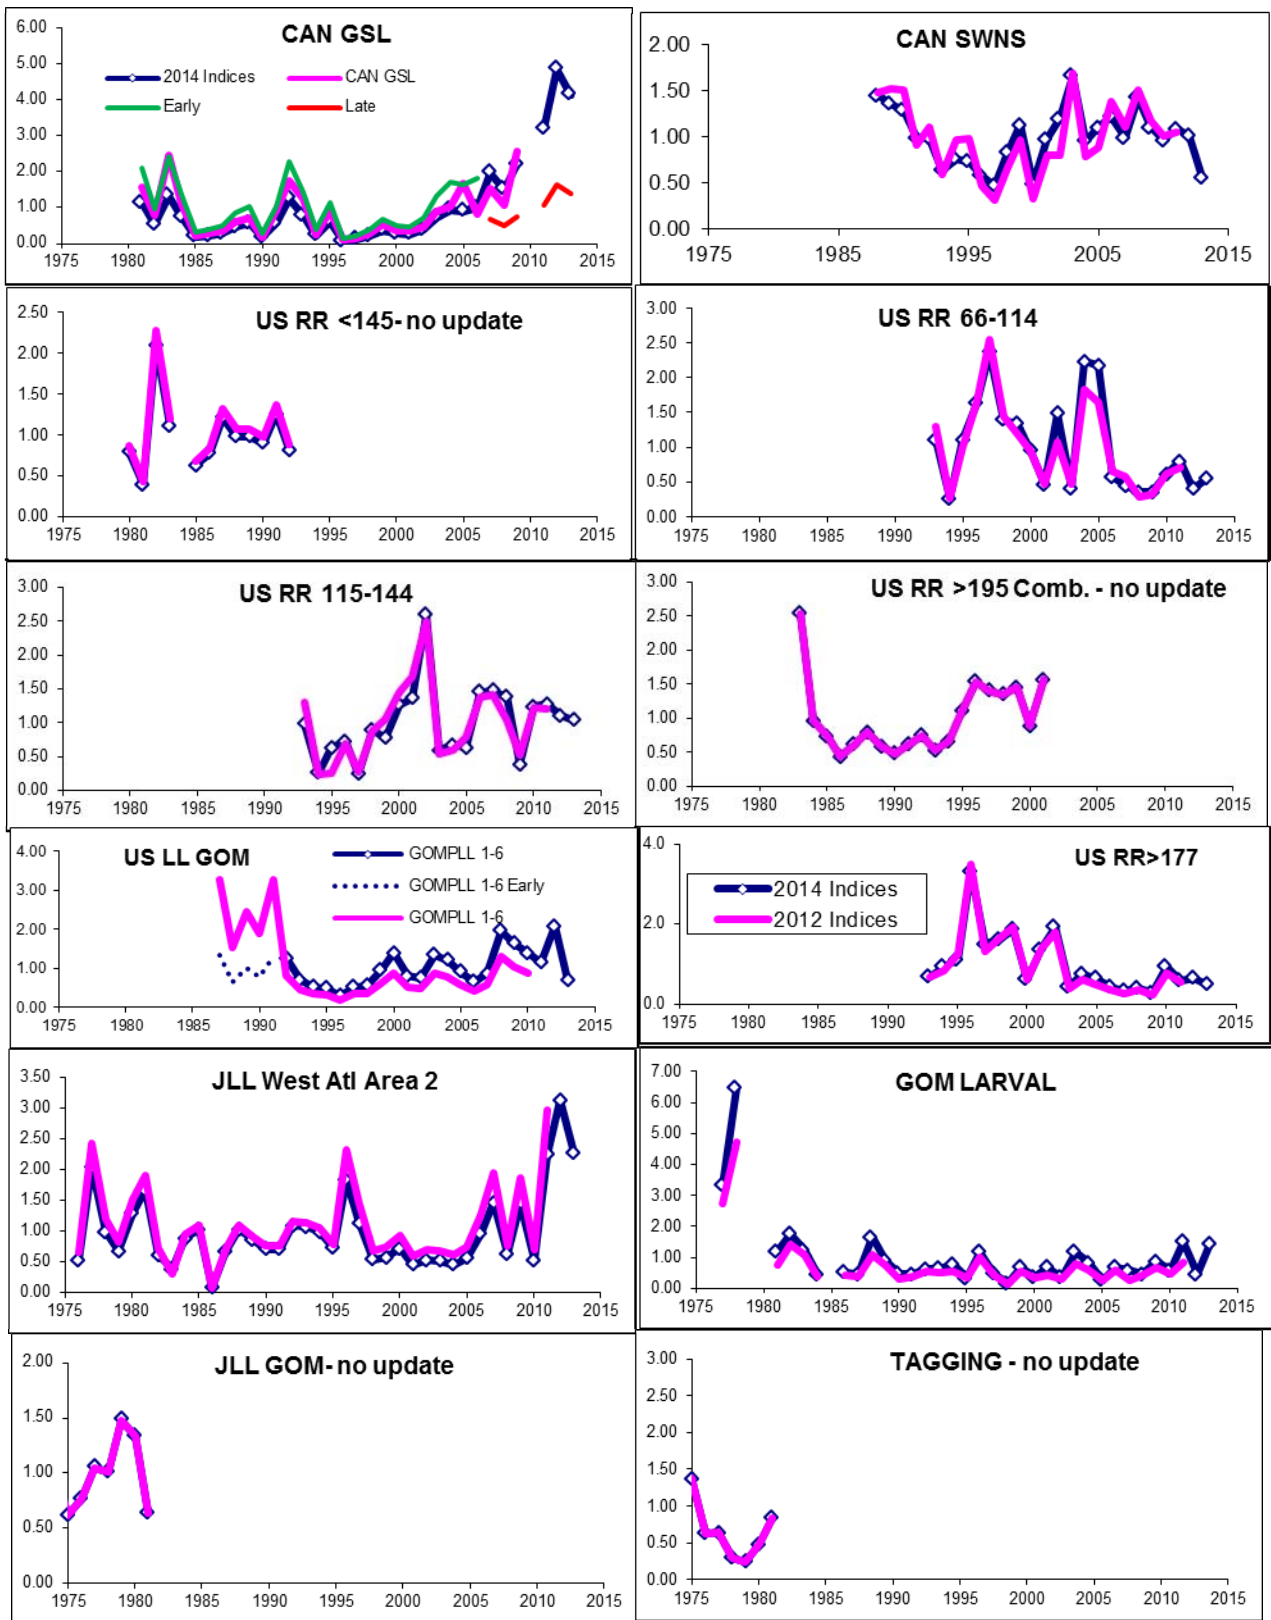 CAN GSL
6.00
5.00
4.00
3.00
2.00
1.00
0.00
2014 Indices
CAN GSL
Early
Late
1975 1980 1985 1990 1995 2000 2005 2010 2015
CAN SWNS
2.00
1.50
1.00
0.50
0.00
1975 1985 1995 2005 2015
US RR <145- no update
2.50
2.00
1.50
1.00
0.50
0.00
1975 1980 1985 1990 1995 2000 2005 2010 2015
US RR 66-114
3.00
2.50
2.00
1.50
1.00
0.50
0.00
1975 1980 1985 1990 1995 2000 2005 2010 2015
US RR 115-144
3.00
2.50
2.00
1.50
1.00
0.50
0.00
1975 1980 1985 1990 1995 2000 2005 2010 2015
US RR >195 Comb. - no update
3.00
2.50
2.00
1.50
1.00
0.50
0.00
1975 1980 1985 1990 1995 2000 2005 2010 2015
US LL GOM
4.00
3.00
2.00
1.00
0.00
GOMPLL 1-6
GOMPLL 1-6 Early
GOMPLL 1-6
1975 1980 1985 1990 1995 2000 2005 2010 2015
US RR>177
4.0
2.0
0.0
2014 Indices
2012 Indices
1975 1980 1985 1990 1995 2000 2005 2010 2015
JLL West Atl Area 2
3.50
3.00
2.50
2.00
1.50
1.00
0.50
0.00
1975 1980 1985 1990 1995 2000 2005 2010 2015
GOM LARVAL
7.00
6.00
5.00
4.00
3.00
2.00
1.00
0.00
1975 1980 1985 1990 1995 2000 2005 2010 2015
JLL GOM- no update
2.00
1.50
1.00
0.50
0.00
1975 1980 1985 1990 1995 2000 2005 2010 2015
TAGGING - no update
3.00
2.50
2.00
1.50
1.00
0.50
0.00
1975 1980 1985 1990 1995 2000 2005 2010 2015